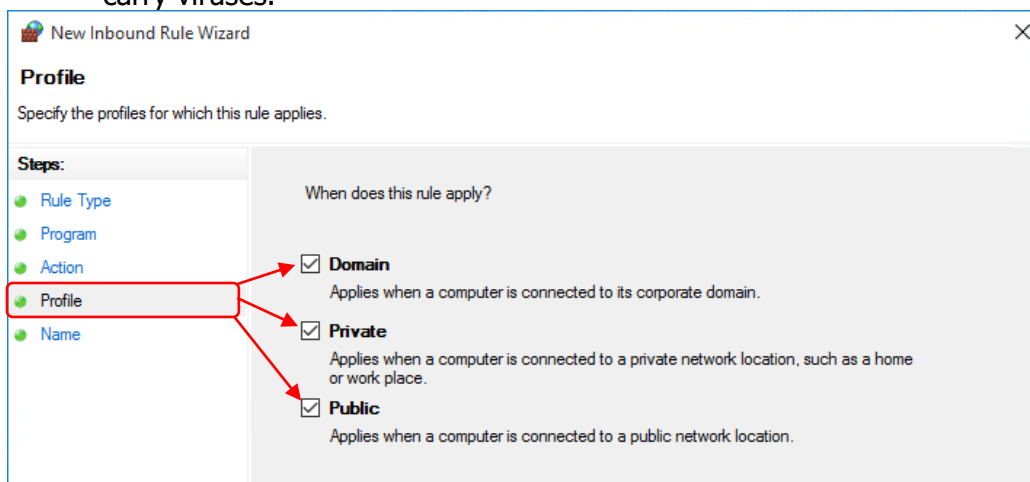 carry viruses.
New Inbound Rule Wizard
Profile
Specify the profiles for which this rule applies.
Steps:
Rule Type
Program
Action
Profile
Name
When does this rule apply?
Domain
Applies when a computer is connected to its corporate domain.
Private
Applies when a computer is connected to a private network location, such as a home
or work place.
Public
Applies when a computer is connected to a public network location.